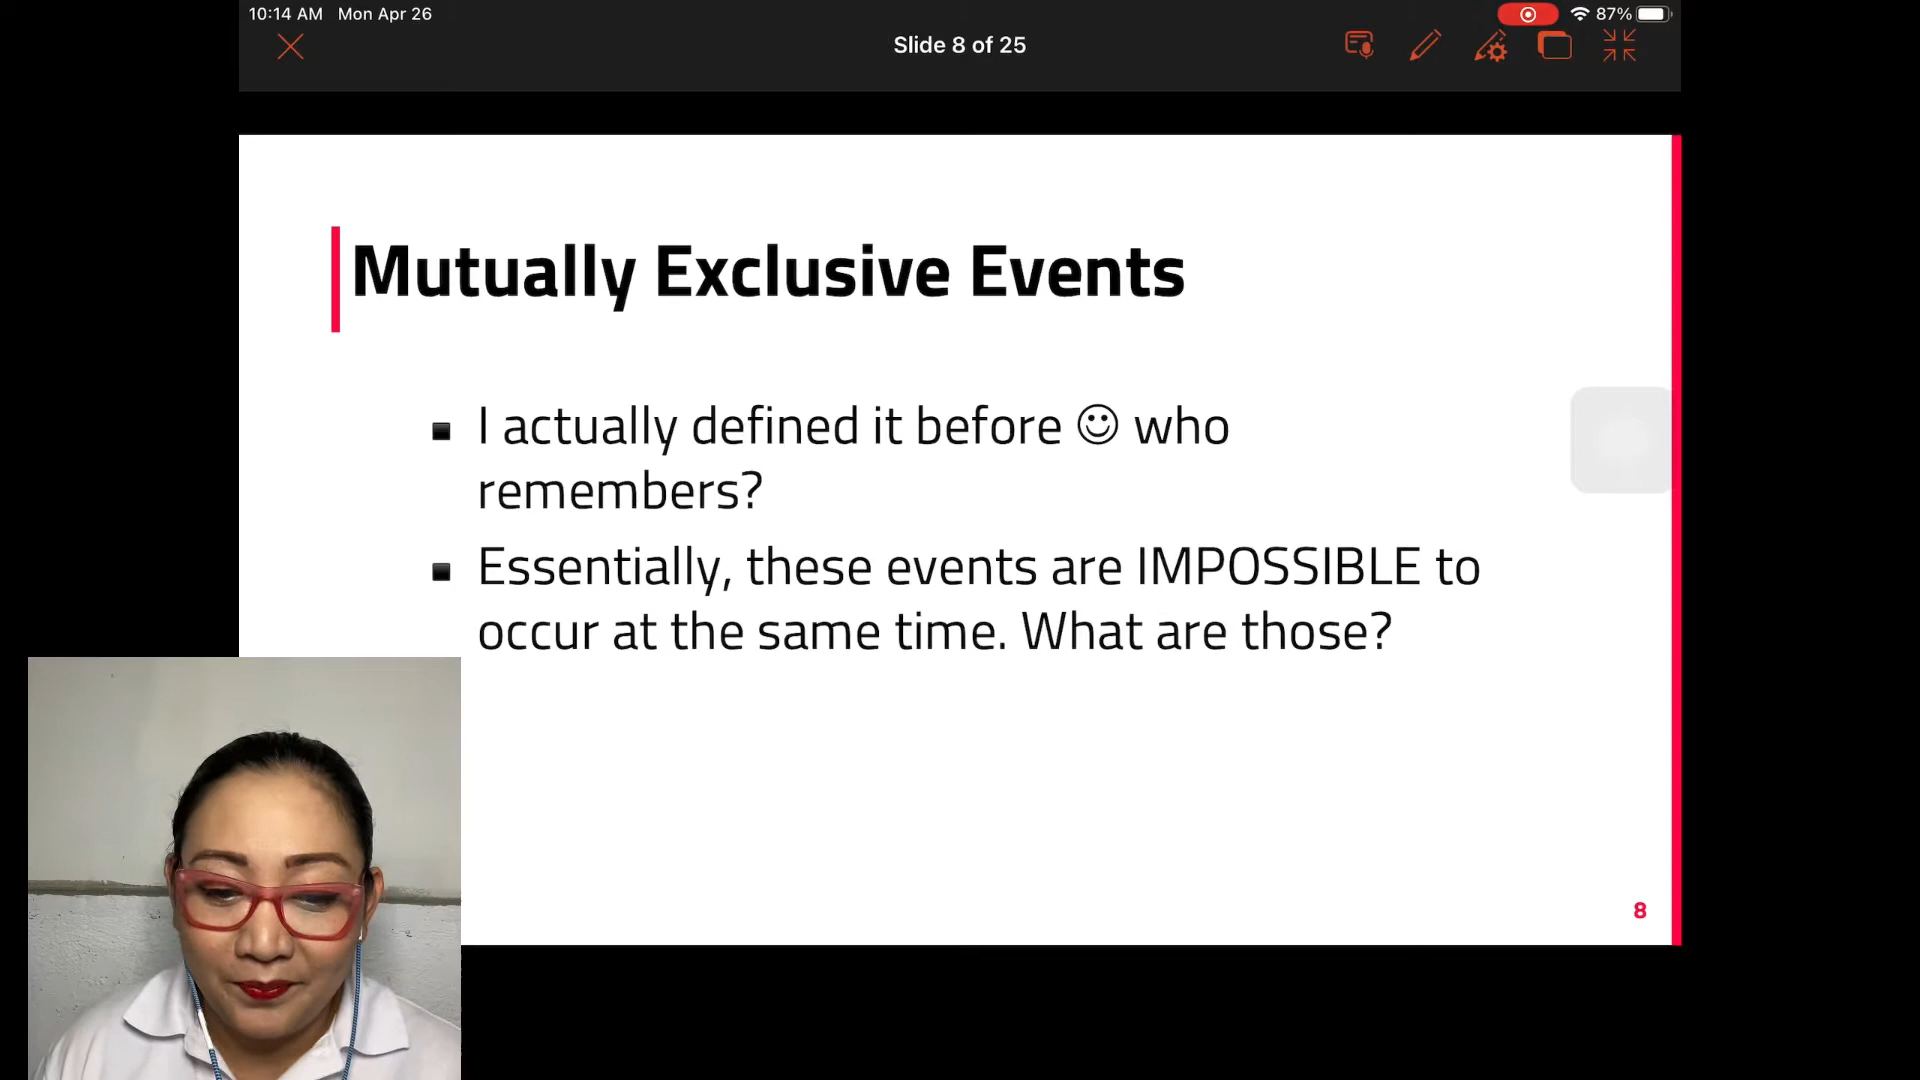 10:14 AM Mon Apr 26
87%
Slide 8 of 25
Mutually Exclusive Events
▪ I actually defined it before ☺ who
remembers?
▪ Essentially, these events are IMPOSSIBLE to
occur at the same time. What are those?
8